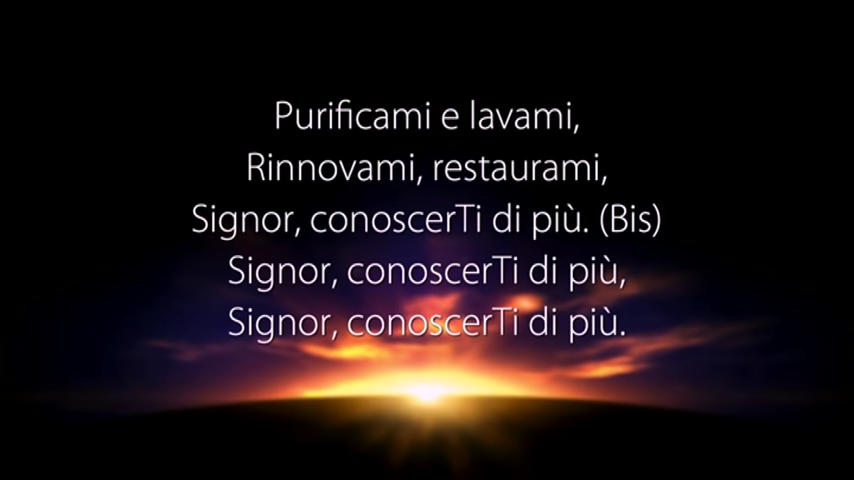 Purificami e lavami,
Rinnovami, restaurami,
Signor, conoscerTi di più. (Bis)
Signor, conoscerTi di più,
Signor, conoscerTi di più.